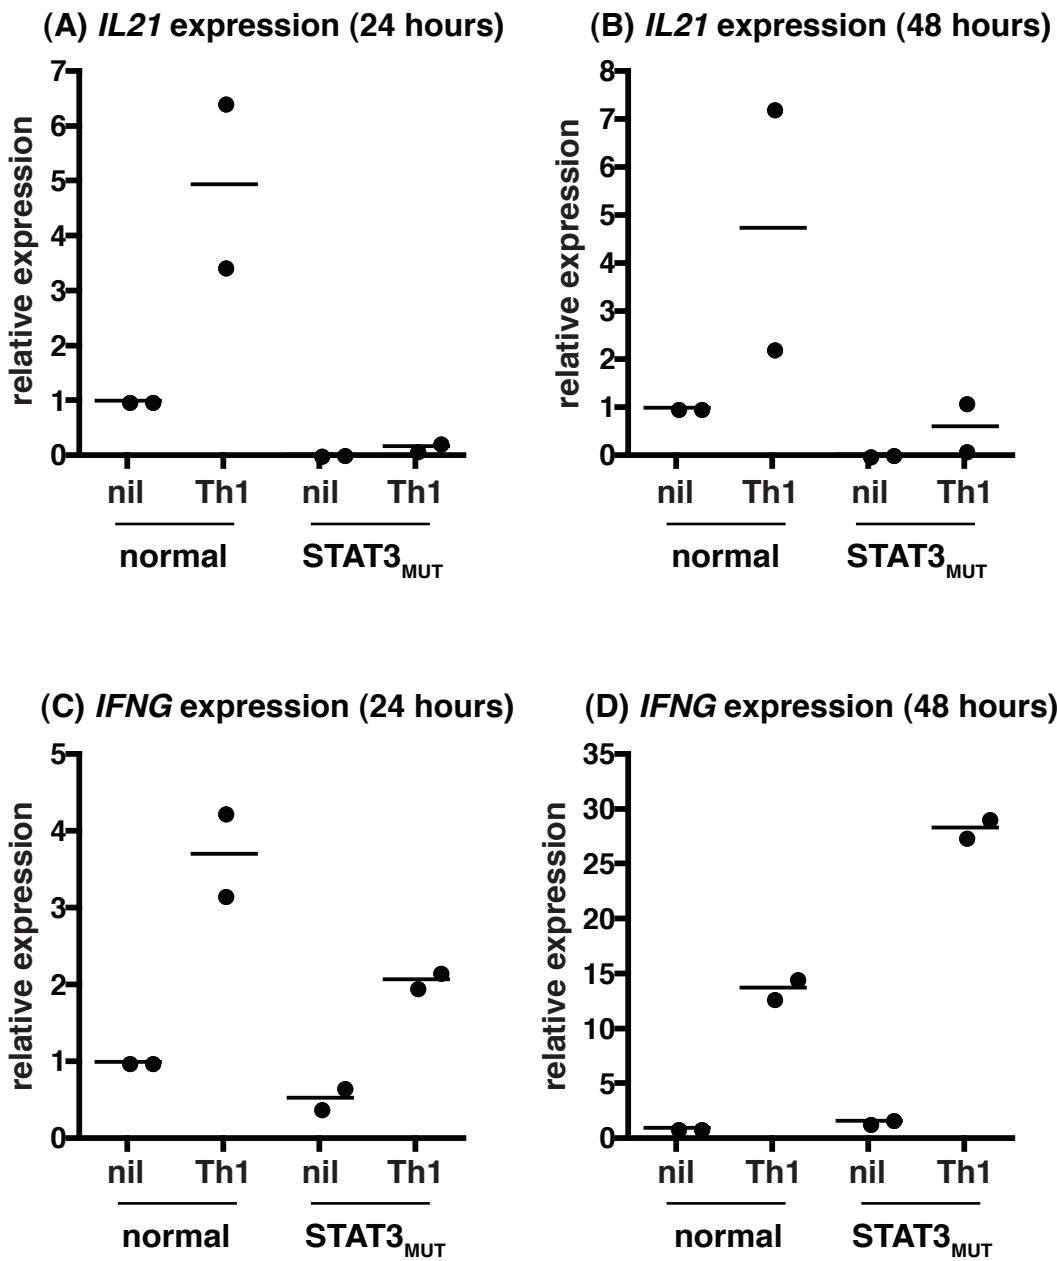 (A) IL21 expression (24 hours)
relative expression
7
6
5
4
3
2
1
0
nil Th1 nil Th1
normal STAT3MUT
(B) IL21 expression (48 hours)
relative expression
8
7
6
5
4
3
2
1
0
nil Th1 nil Th1
normal STAT3MUT
(C) IFNG expression (24 hours)
relative expression
5
4
3
2
1
0
nil Th1 nil Th1
normal STAT3MUT
(D) IFNG expression (48 hours)
relative expression
35
30
25
20
15
10
5
0
nil Th1 nil Th1
normal STAT3MUT